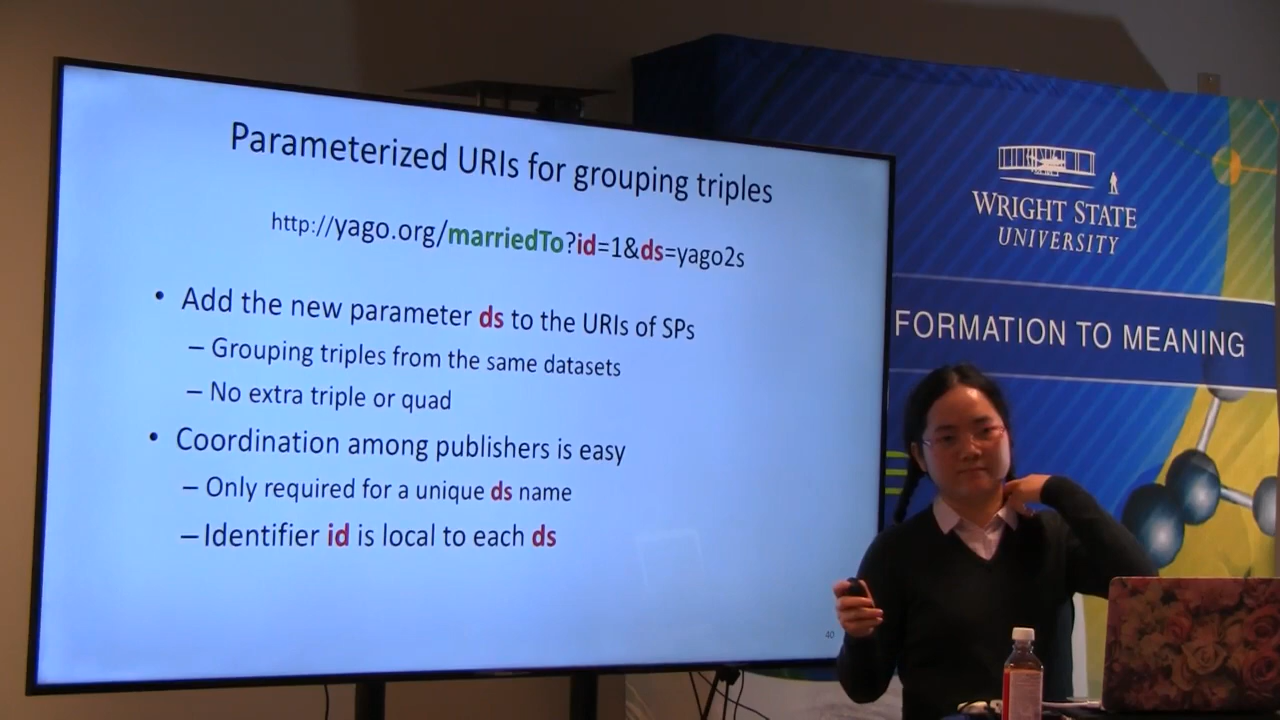 Parameterized URIs for grouping triples
http://yago.org/marriedTo?id=1&ds=yago2s
• Add the new parameter ds to the URIs of SPs
– Grouping triples from the same datasets
– No extra triple or quad
• Coordination among publishers is easy
– Only required for a unique ds name
– Identifier id is local to each ds
40
WRIGHT STATE
UNIVERSITY
FORMATION TO MEANING